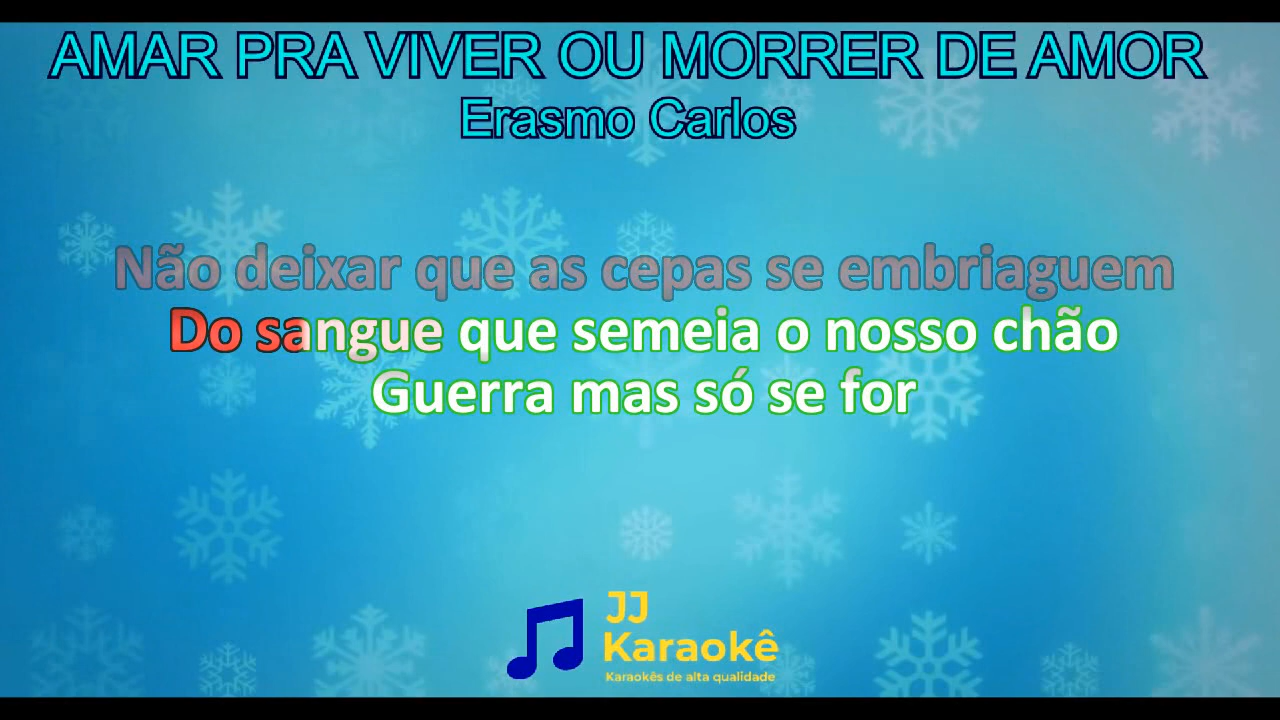 AMAR PRA VIVER OU MORRER DE AMOR
Erasmo Carlos
Não deixar que as cepas se embriaguem
Do sangue que semeia o nosso chão
Guerra mas só se for
JJ
Karaokê
Karaokês de alta qualidade